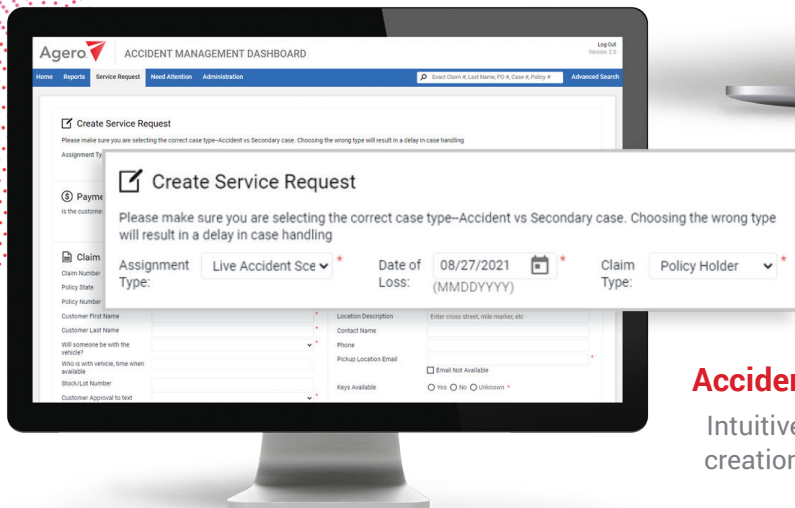 Agero
ACCIDENT MANAGEMENT DASHBOARD
Log Out
Version: 2.3
Home Reports Service Request Need Attention Administration
Exact Claim #, Last Name, PO #, Case #, Policy # Advanced Search
Create Service Request
Please make sure you are selecting the correct case type--Accident vs Secondary case. Choosing the wrong type will result in a delay in case handling
Assignment Ty
Create Service Request
Please make sure you are selecting the correct case type--Accident vs Secondary case. Choosing the wrong type
will result in a delay in case handling
Assignment Type: Live Accident Sce * Date of Loss: 08/27/2021 * (MMDDYYYY) Claim Type: Policy Holder *
$ Payme
Is the custome
Claim
Claim Number
Policy State
Policy Number
Customer First Name *
Customer Last Name *
Will someone be with the vehicle? *
Who is with vehicle, time when available
Stock/Lot Number
Customer Approval to text *
Location Description Enter cross street, mile marker, etc
Contact Name
Phone
Pickup Location Email *
Email Not Available
Keys Available Yes No Unknown *
Acciden
Intuitive
creation